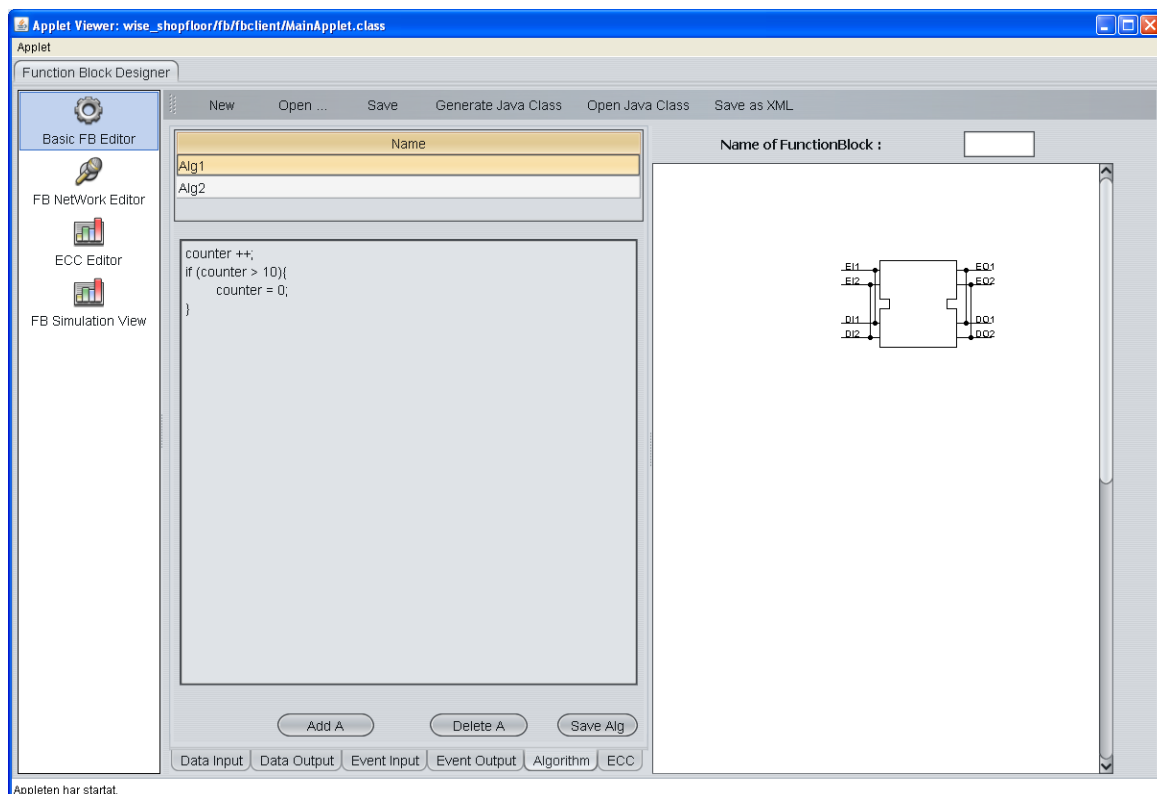 Applet Viewer: wise_shopfloor/fb/fbclient/MainApplet.class
Applet
Function Block Designer
Basic FB Editor
FB NetWork Editor
ECC Editor
FB Simulation View
New Open ... Save Generate Java Class Open Java Class Save as XML
Name
Alg1
Alg2
counter ++;
if (counter > 10){
counter = 0;
}
Add A Delete A Save Alg
Data Input Data Output Event Input Event Output Algorithm ECC
Name of FunctionBlock :
EI1 EO1
EI2 EO2
DI1 DO1
DI2 DO2
Appleten har startat.